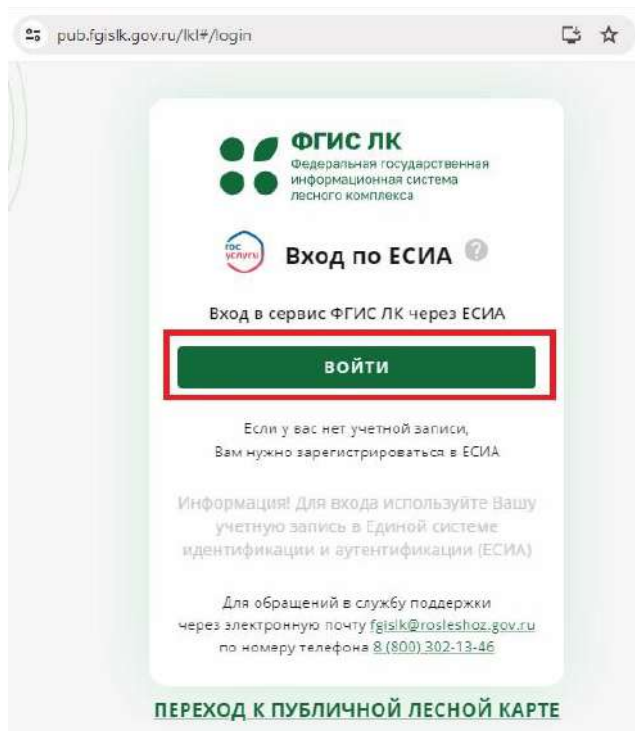 pub.fgislk.gov.ru/lkl#/login
ФГИС ЛК
Федеральная государственная
информационная система
лесного комплекса
гос
услуги
Вход по ЕСИА ?
Вход в сервис ФГИС ЛК через ЕСИА
ВОЙТИ
Если у вас нет учетной записи,
Вам нужно зарегистрироваться в ЕСИА
Информация! Для входа используйте Вашу
учетную запись в Единой системе
идентификации и аутентификации (ЕСИА)
Для обращений в службу поддержки
через электронную почту fgislk@rosleshoz.gov.ru
по номеру телефона 8 (800) 302-13-46
ПЕРЕХОД К ПУБЛИЧНОЙ ЛЕСНОЙ КАРТЕ